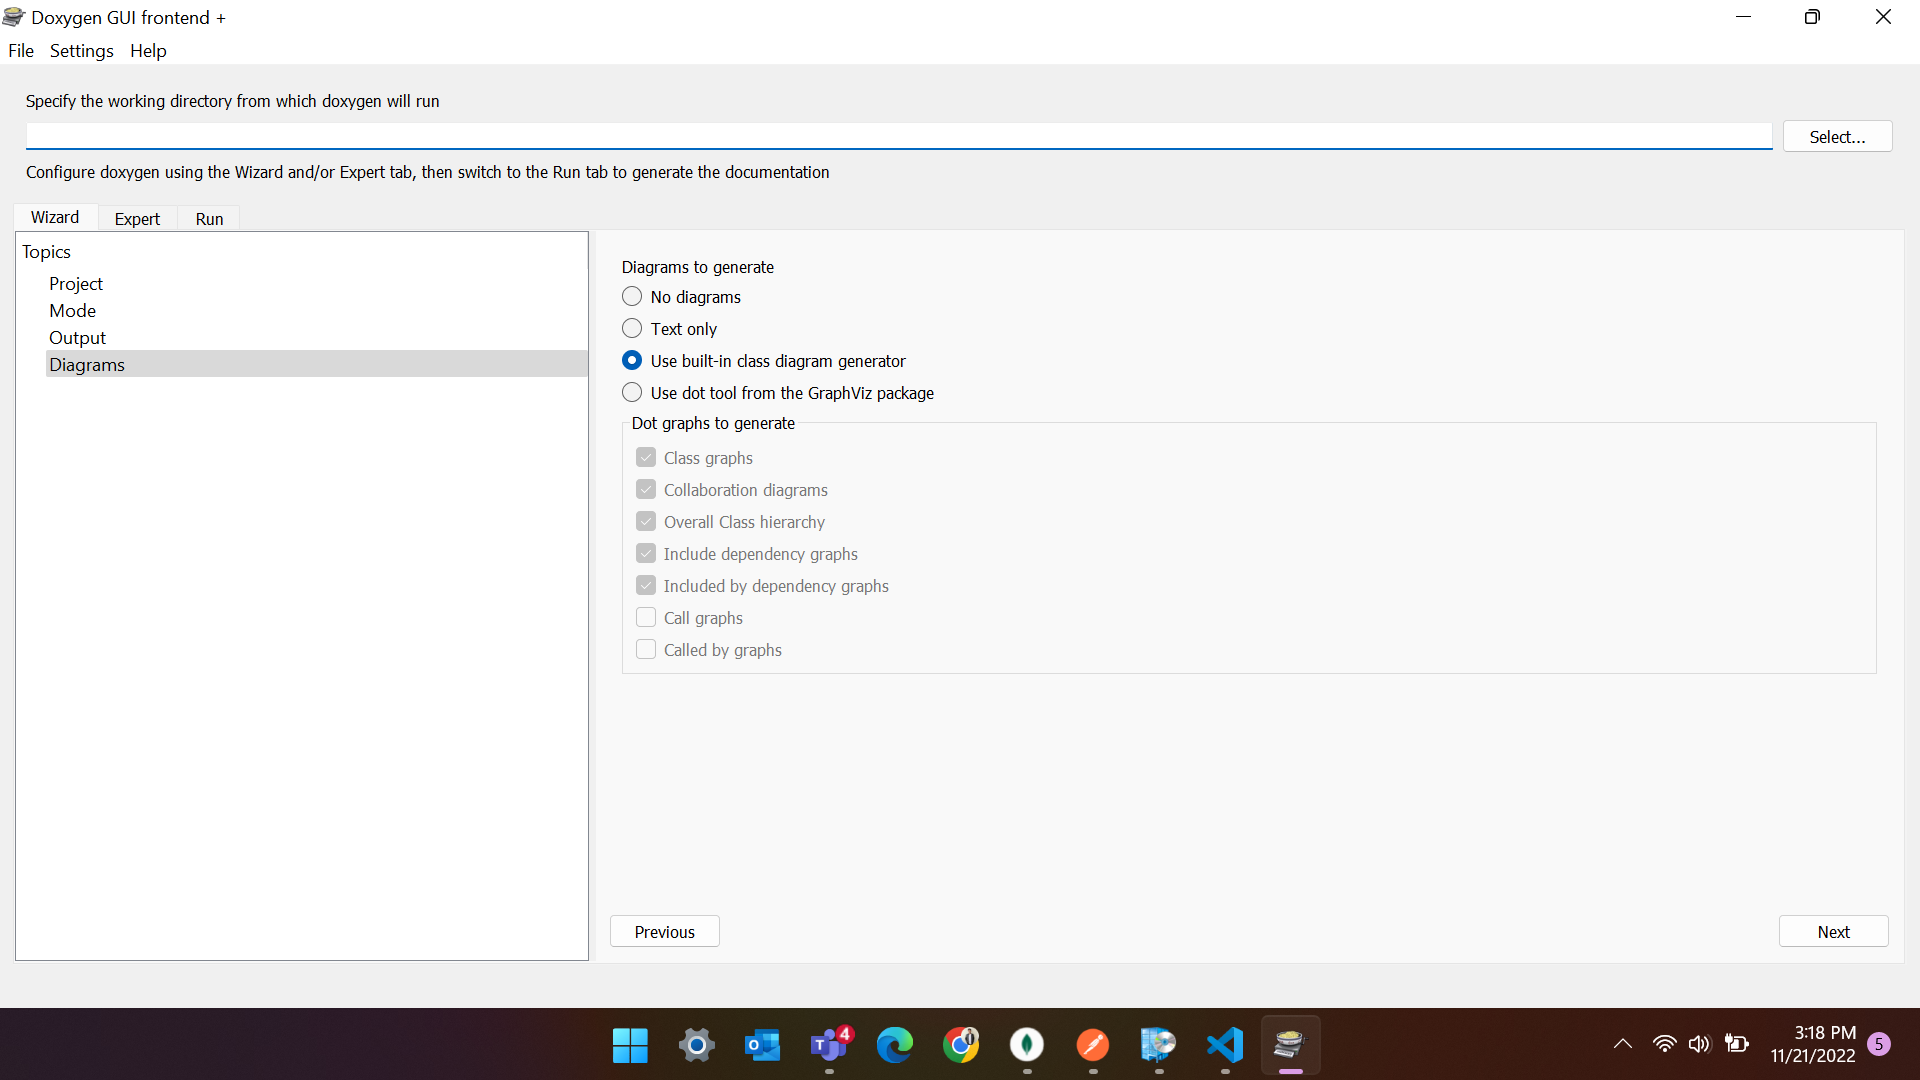 Doxygen GUI frontend +
File Settings Help
Specify the working directory from which doxygen will run
Select...
Configure doxygen using the Wizard and/or Expert tab, then switch to the Run tab to generate the documentation
Wizard Expert Run
Topics
Project
Mode
Output
Diagrams
Diagrams to generate
No diagrams
Text only
Use built-in class diagram generator
Use dot tool from the GraphViz package
Dot graphs to generate
Class graphs
Collaboration diagrams
Overall Class hierarchy
Include dependency graphs
Included by dependency graphs
Call graphs
Called by graphs
Previous
Next
4
3:18 PM
11/21/2022
5